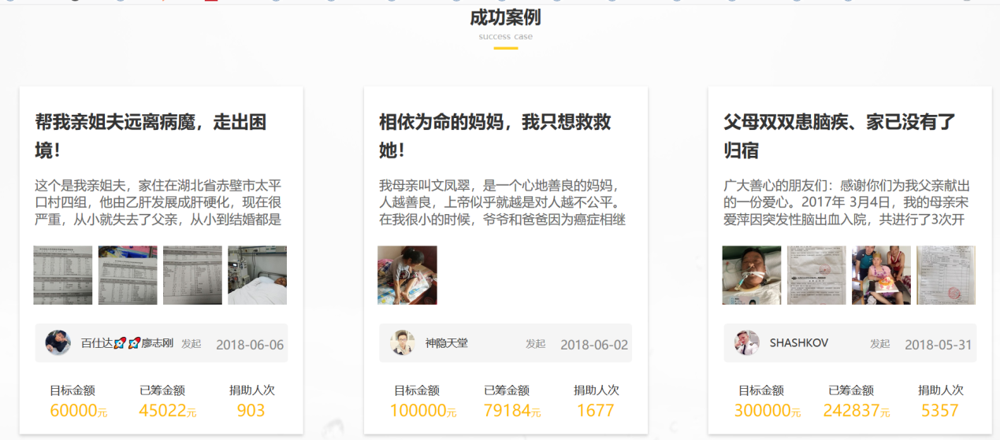 成功案例
success case
帮我亲姐夫远离病魔，走出困
境！
这个是我亲姐夫，家住在湖北省赤壁市太平
口村四组，他由乙肝发展成肝硬化，现在很
严重，从小就失去了父亲，从小到结婚都是
百仕达🚀🚀廖志刚 发起 2018-06-06
目标金额 已筹金额 捐助人次
60000元 45022元 903
相依为命的妈妈，我只想救救
她！
我母亲叫文凤翠，是一个心地善良的妈妈，
人越善良，上帝似乎就越是对人越不公平。
在我很小的时候，爷爷和爸爸因为癌症相继
神隐天堂 发起 2018-06-02
目标金额 已筹金额 捐助人次
100000元 79184元 1677
父母双双患脑疾、家已没有了
归宿
广大善心的朋友们：感谢你们为我父亲献出
的一份爱心。2017年 3月4日，我的母亲宋
爱萍因突发性脑出血入院，共进行了3次开
SHASHKOV 发起 2018-05-31
目标金额 已筹金额 捐助人次
300000元 242837元 5357